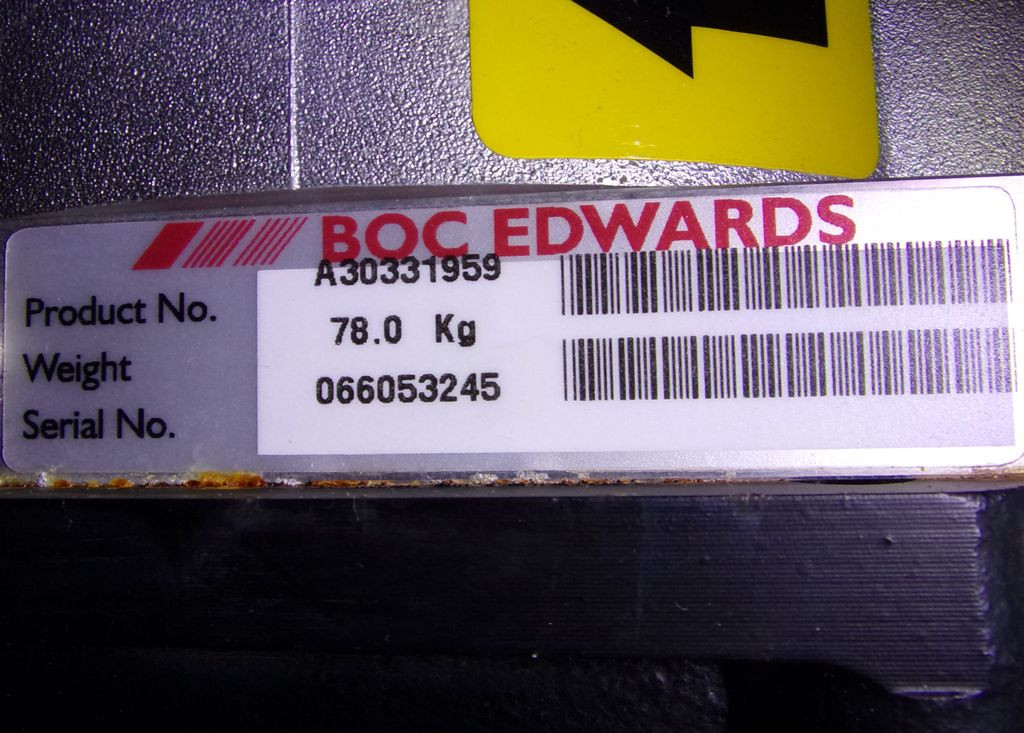 BOC EDWARDS
Product No. A30331959
Weight 78.0 Kg
Serial No. 066053245